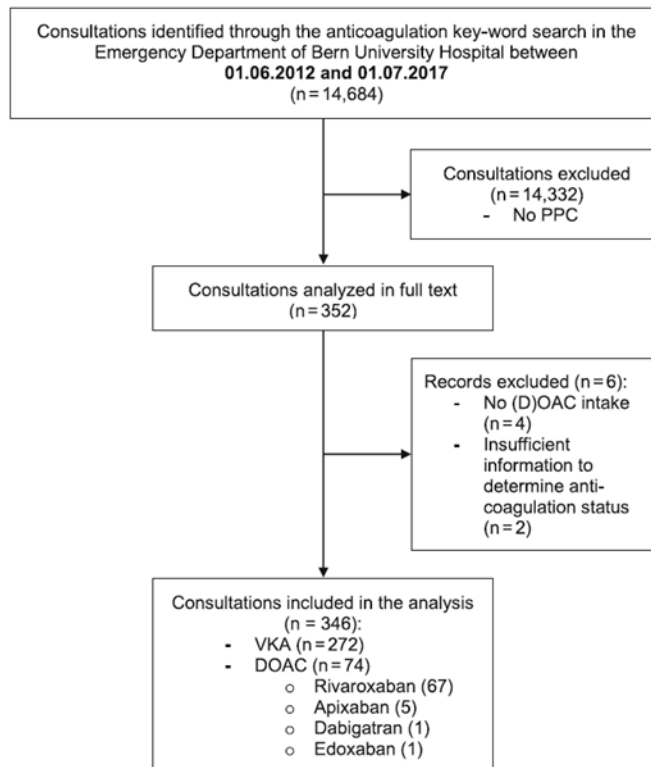 Consultations identified through the anticoagulation key-word search in the
Emergency Department of Bern University Hospital between
01.06.2012 and 01.07.2017
(n = 14,684)
Consultations excluded
(n = 14,332)
- No PPC
Consultations analyzed in full text
(n = 352)
Records excluded (n = 6):
- No (D)OAC intake
(n = 4)
- Insufficient
information to
determine anti-
coagulation status
(n = 2)
Consultations included in the analysis
(n = 346):
- VKA (n = 272)
- DOAC (n = 74)
o Rivaroxaban (67)
o Apixaban (5)
o Dabigatran (1)
o Edoxaban (1)